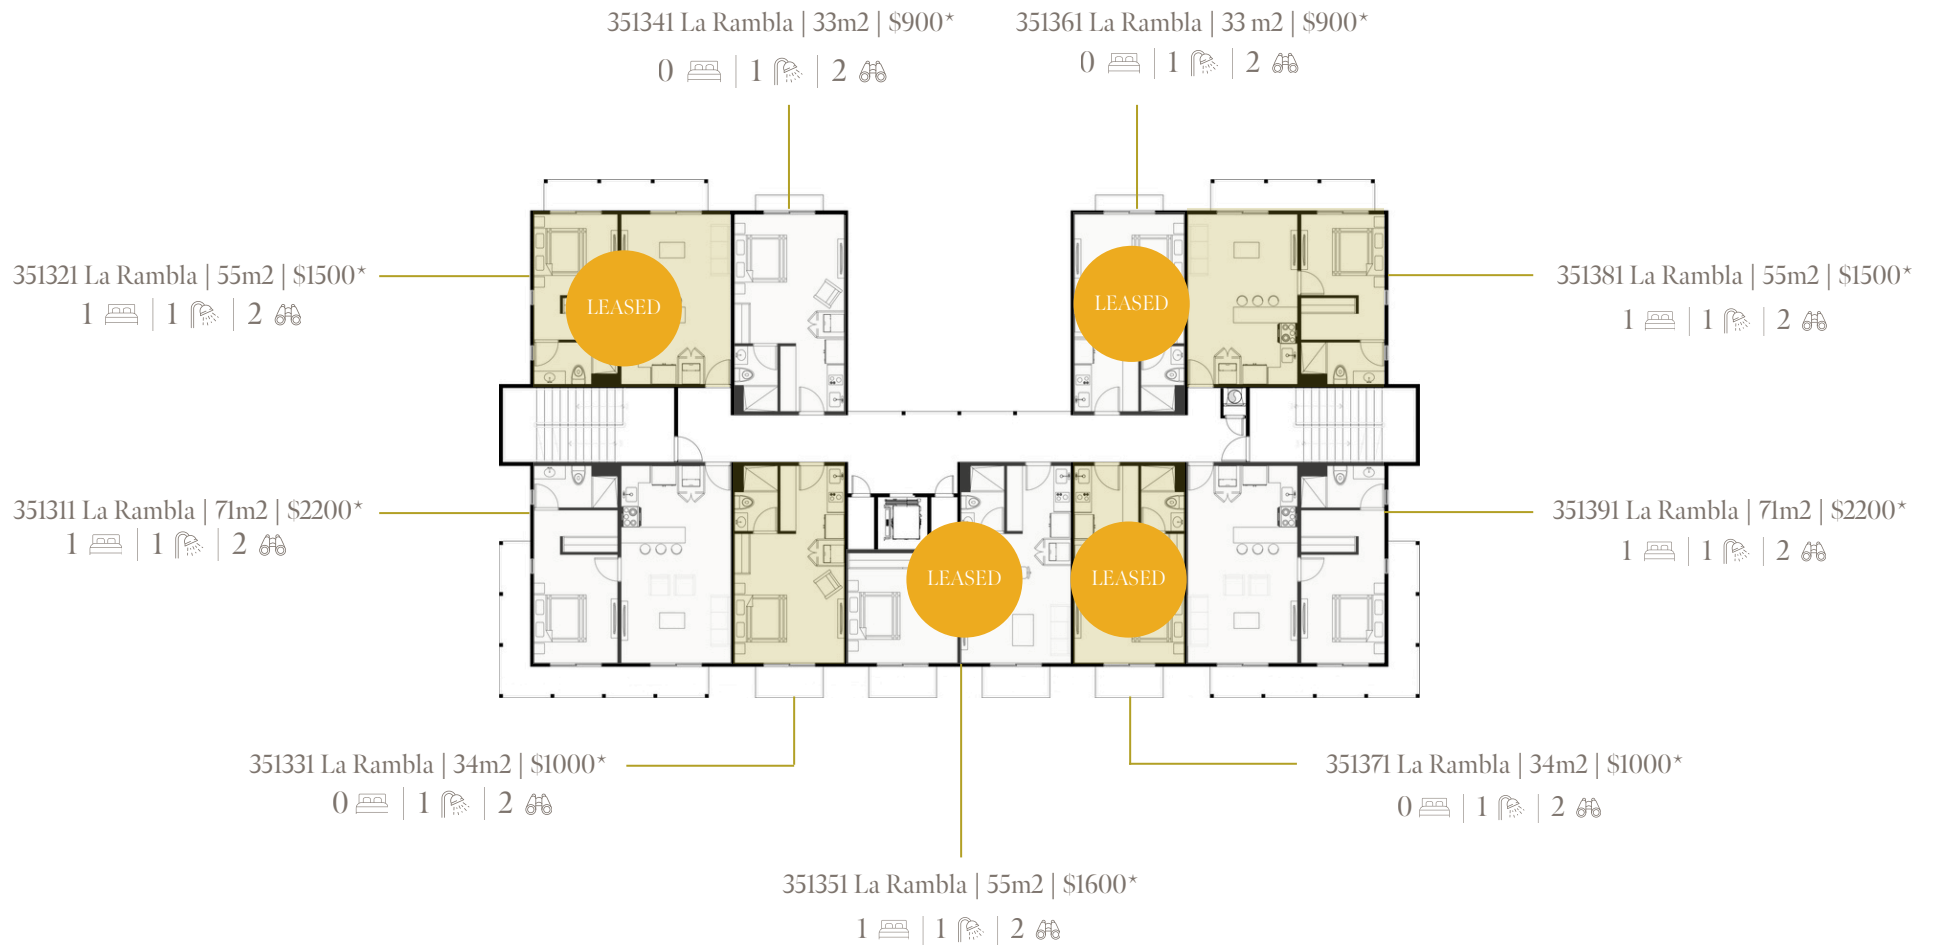 351341 La Rambla | 33m2 | $900*
0 | 1 | 2
351361 La Rambla | 33 m2 | $900*
0 | 1 | 2
351321 La Rambla | 55m2 | $1500*
1 | 1 | 2
LEASED
LEASED
351381 La Rambla | 55m2 | $1500*
1 | 1 | 2
351311 La Rambla | 71m2 | $2200*
1 | 1 | 2
LEASED
LEASED
351391 La Rambla | 71m2 | $2200*
1 | 1 | 2
351331 La Rambla | 34m2 | $1000*
0 | 1 | 2
351371 La Rambla | 34m2 | $1000*
0 | 1 | 2
351351 La Rambla | 55m2 | $1600*
1 | 1 | 2